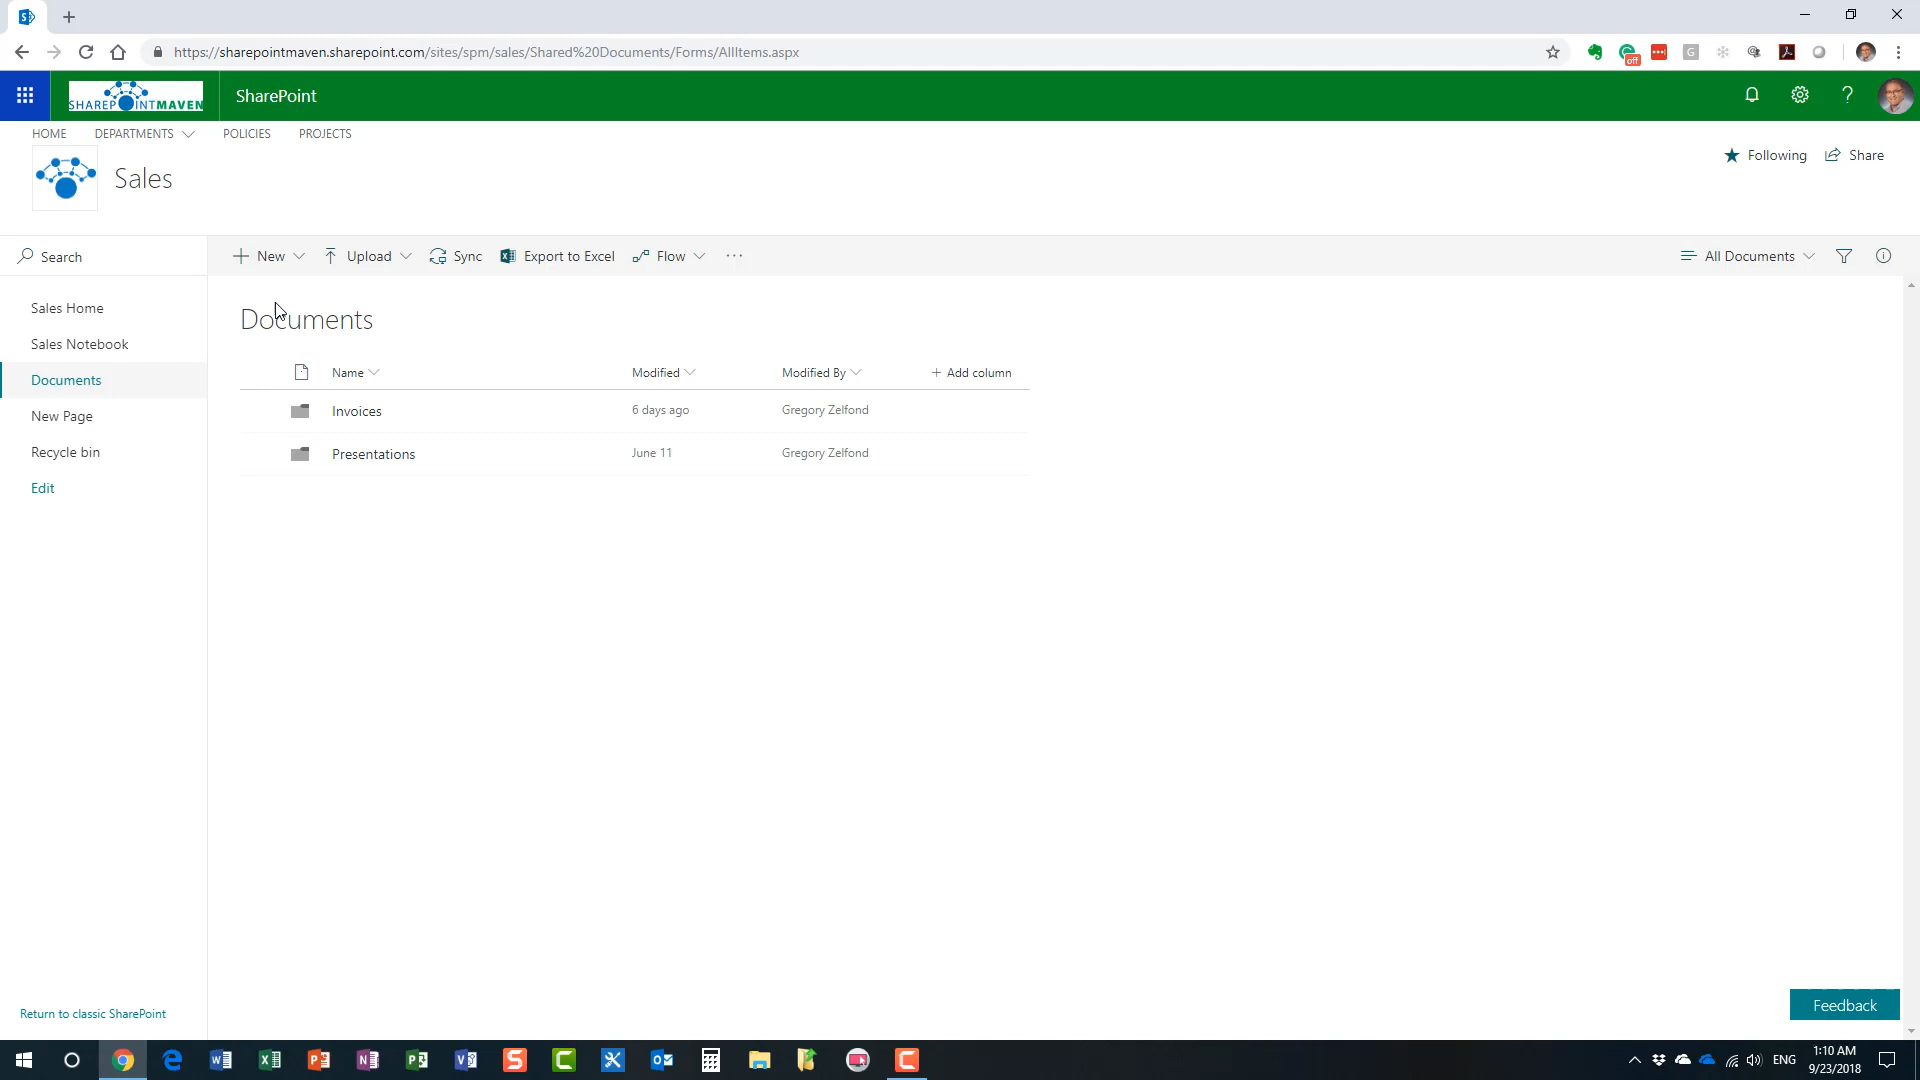 https://sharepointmaven.sharepoint.com/sites/spm/sales/Shared%20Documents/Forms/AllItems.aspx
off
SHAREPOINTMAVEN
SharePoint
HOME DEPARTMENTS POLICIES PROJECTS
Following Share
Sales
Search
New Upload Sync Export to Excel Flow ... All Documents
Documents
Sales Home
Sales Notebook
Documents
New Page
Recycle bin
Edit
Name Modified Modified By + Add column
Invoices 6 days ago Gregory Zelfond
Presentations June 11 Gregory Zelfond
Return to classic SharePoint
Feedback
ENG
1:10 AM
9/23/2018